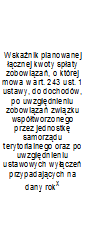 Wskaźnik planowanej
łącznej kwoty spłaty
zobowiązań, o której
mowa w art. 243 ust. 1
ustawy, do dochodów,
po uwzględnieniu
zobowiązań związku
współtworzonego
przez jednostkę
samorządu
terytorialnego oraz po
uwzględnieniu
ustawowych wyłączeń
przypadających na
dany rokˣ